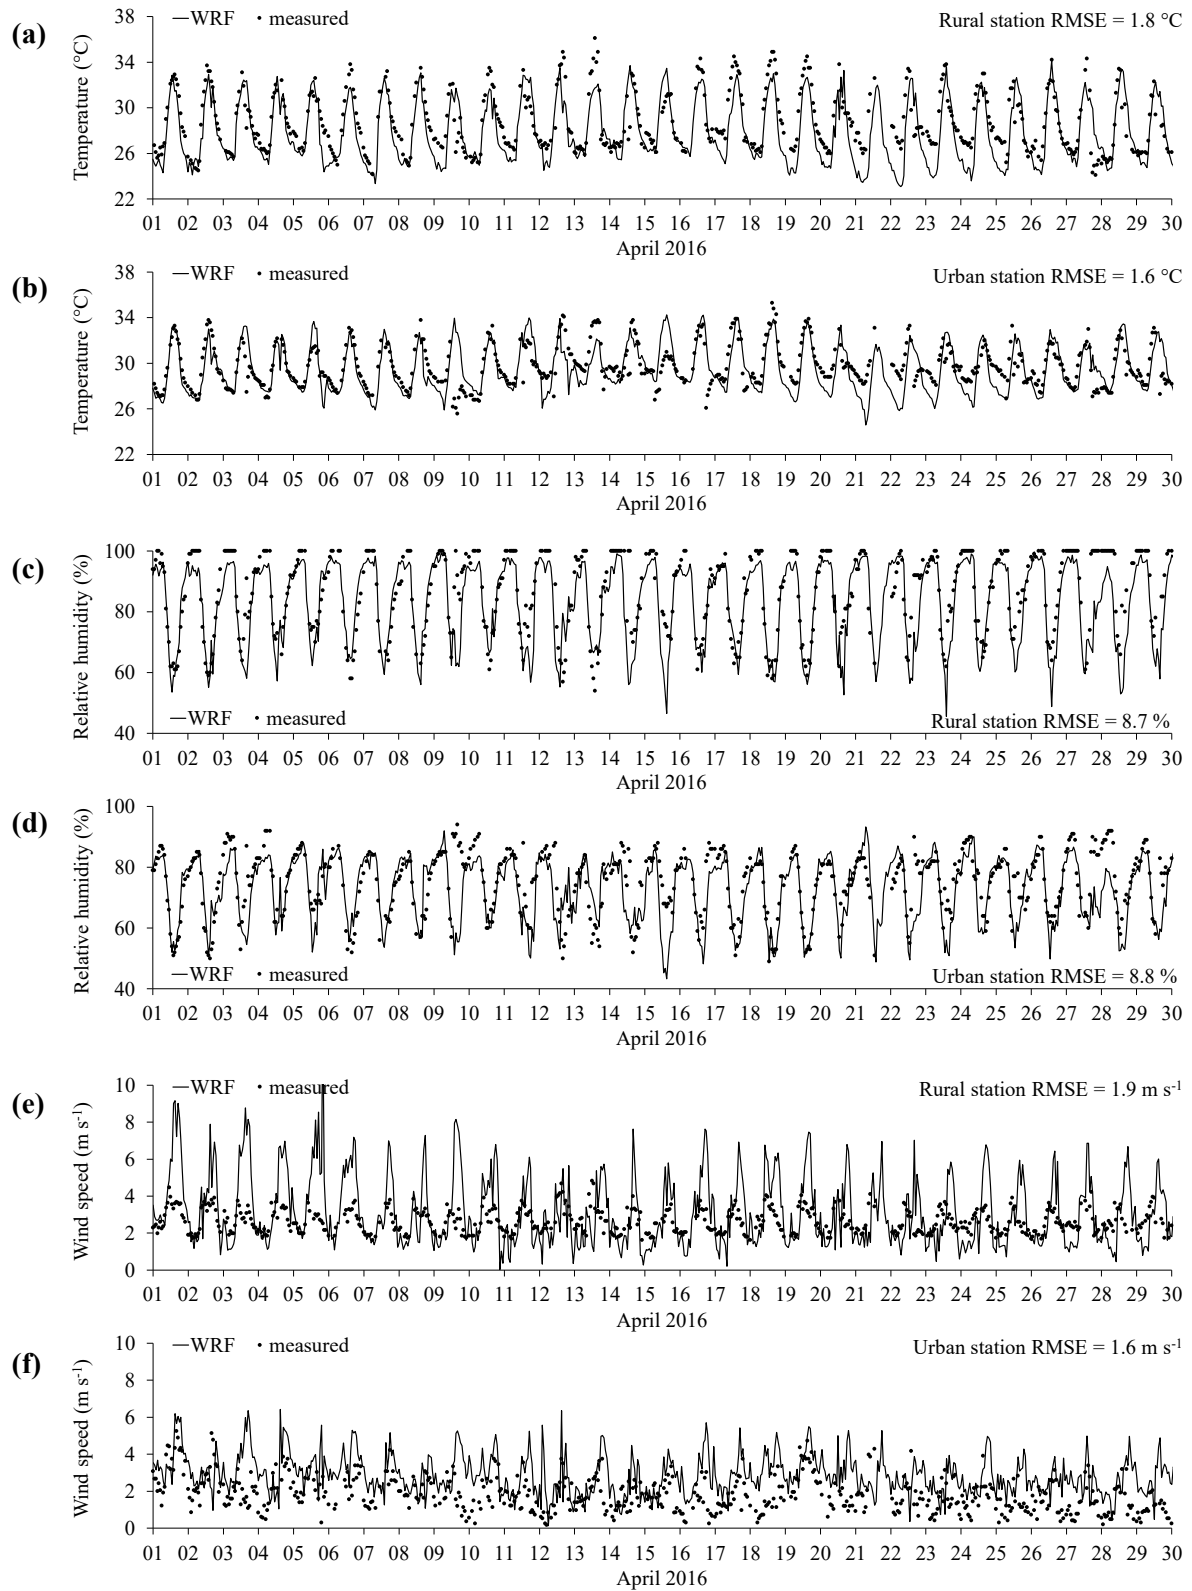 (a)
38
—WRF • measured
Rural station RMSE = 1.8 °C
Temperature (°C)
34
30
26
22
01 02 03 04 05 06 07 08 09 10 11 12 13 14 15 16 17 18 19 20 21 22 23 24 25 26 27 28 29 30
April 2016
(b)
38
—WRF • measured
Urban station RMSE = 1.6 °C
Temperature (°C)
34
30
26
22
01 02 03 04 05 06 07 08 09 10 11 12 13 14 15 16 17 18 19 20 21 22 23 24 25 26 27 28 29 30
April 2016
(c)
100
Relative humidity (%)
80
60
40
—WRF • measured
Rural station RMSE = 8.7 %
01 02 03 04 05 06 07 08 09 10 11 12 13 14 15 16 17 18 19 20 21 22 23 24 25 26 27 28 29 30
April 2016
(d)
100
Relative humidity (%)
80
60
40
—WRF • measured
Urban station RMSE = 8.8 %
01 02 03 04 05 06 07 08 09 10 11 12 13 14 15 16 17 18 19 20 21 22 23 24 25 26 27 28 29 30
April 2016
(e)
10
—WRF • measured
Rural station RMSE = 1.9 m s⁻¹
Wind speed (m s⁻¹)
8
6
4
2
0
01 02 03 04 05 06 07 08 09 10 11 12 13 14 15 16 17 18 19 20 21 22 23 24 25 26 27 28 29 30
April 2016
(f)
10
—WRF • measured
Urban station RMSE = 1.6 m s⁻¹
Wind speed (m s⁻¹)
8
6
4
2
0
01 02 03 04 05 06 07 08 09 10 11 12 13 14 15 16 17 18 19 20 21 22 23 24 25 26 27 28 29 30
April 2016